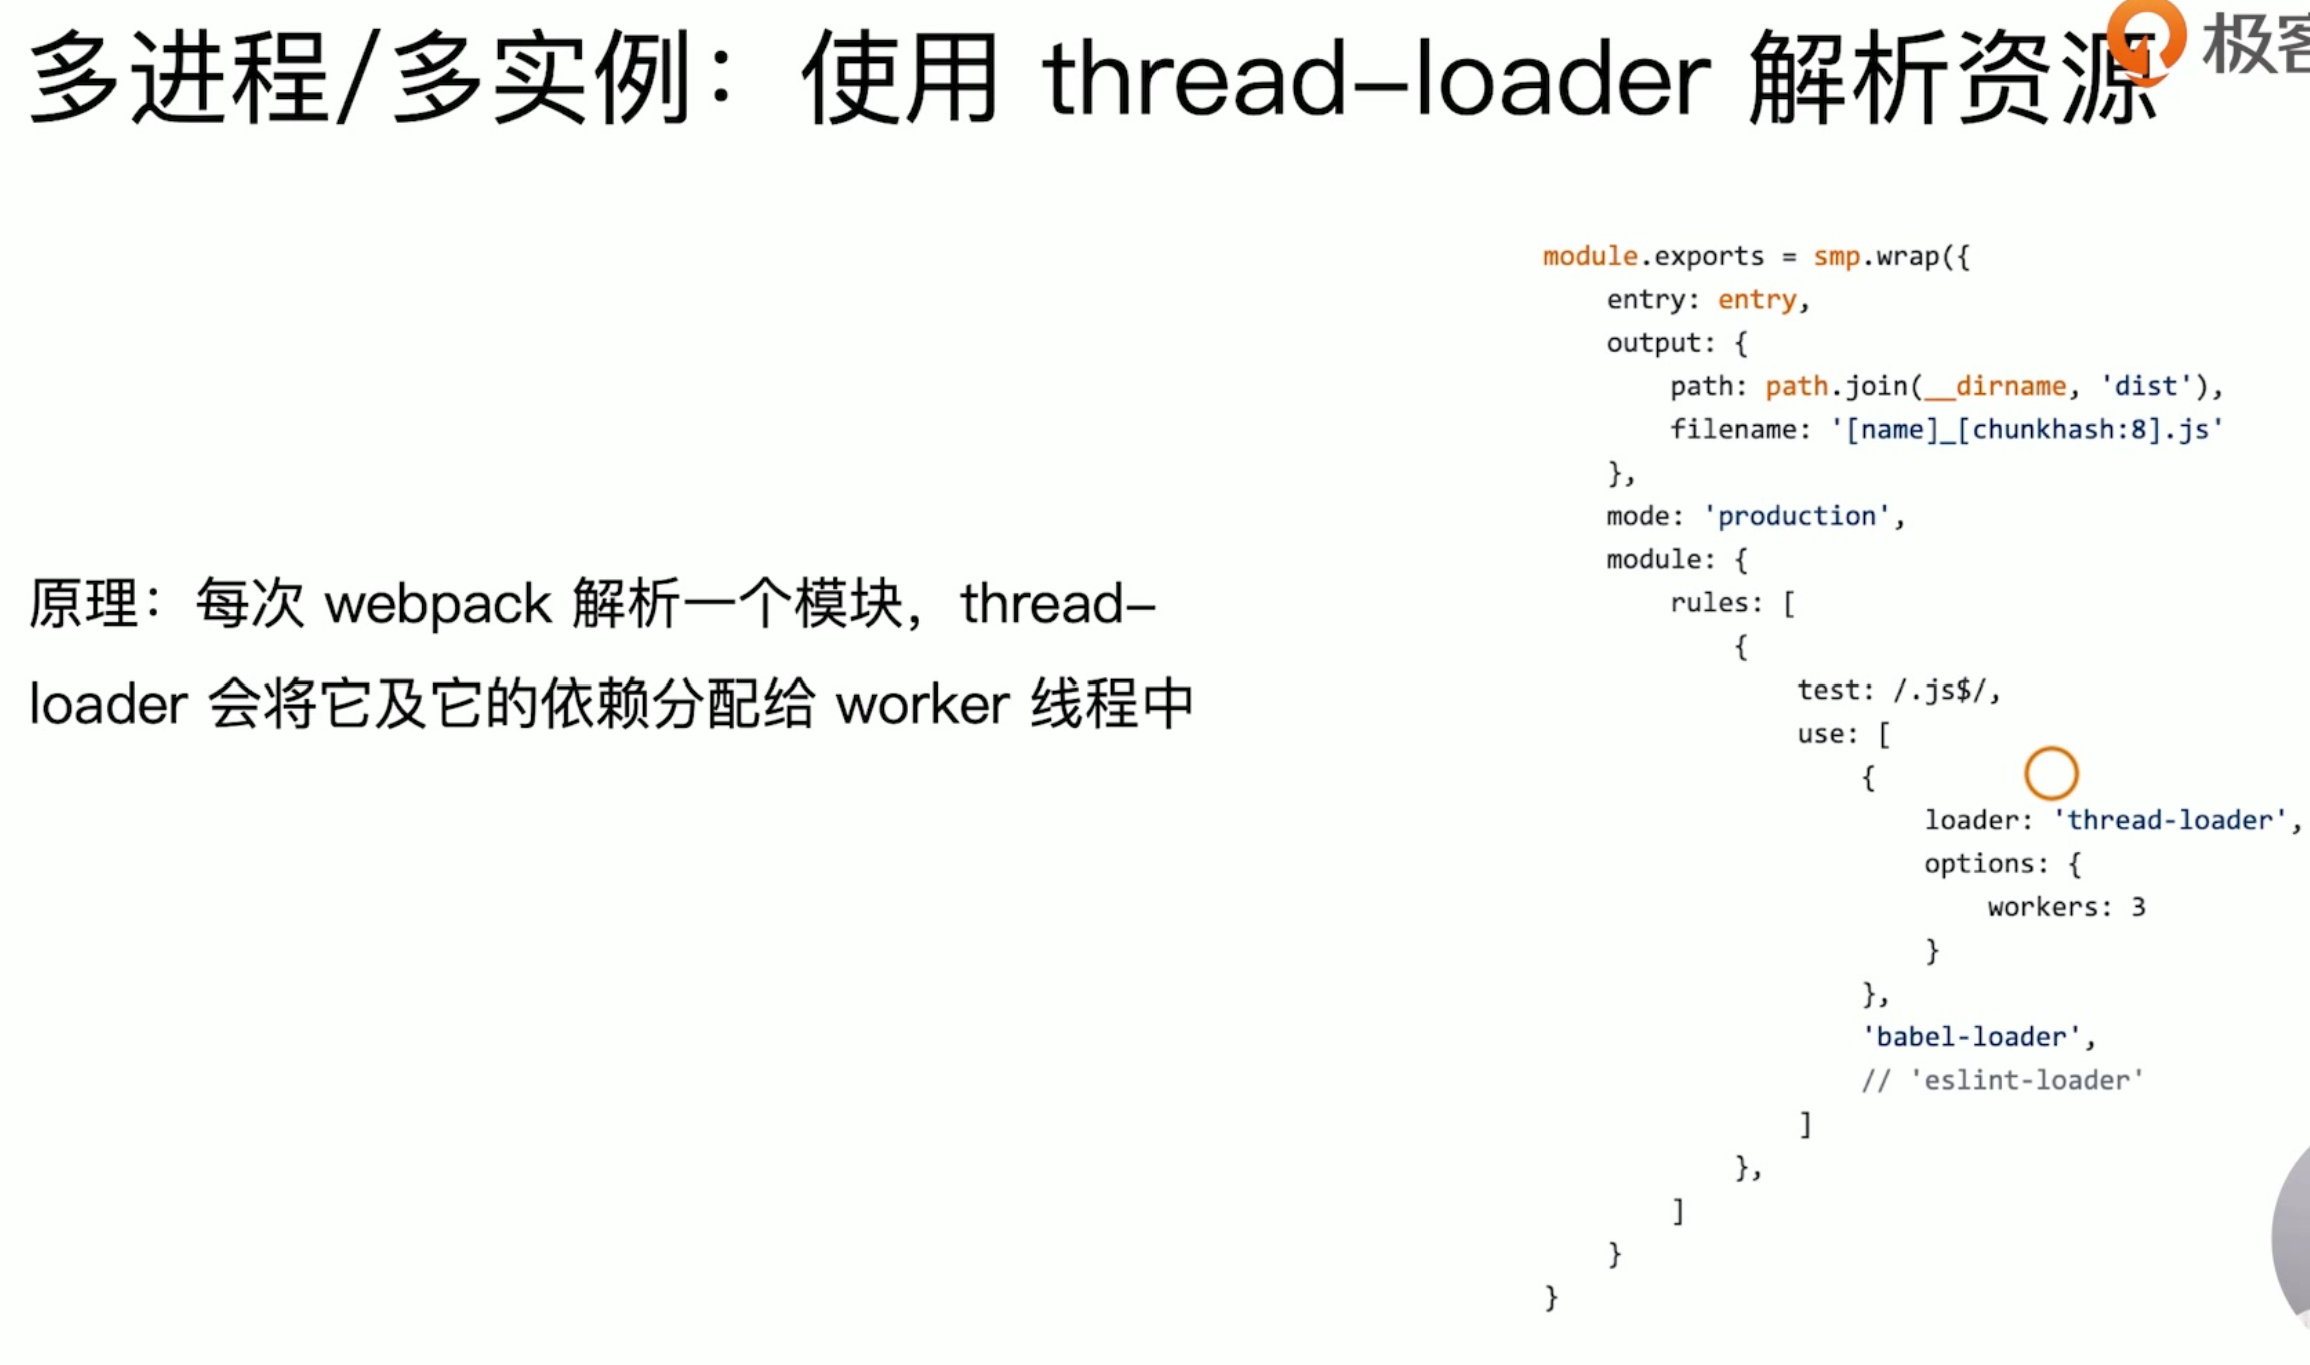 多进程/多实例：使用 thread-loader 解析资源
极客
原理：每次 webpack 解析一个模块，thread-
loader 会将它及它的依赖分配给 worker 线程中
module.exports = smp.wrap({
    entry: entry,
    output: {
        path: path.join(__dirname, 'dist'),
        filename: '[name]_[chunkhash:8].js'
    },
    mode: 'production',
    module: {
        rules: [
            {
                test: /.js$/,
                use: [
                    {
                        loader: 'thread-loader',
                        options: {
                            workers: 3
                        }
                    },
                    'babel-loader',
                    // 'eslint-loader'
                ]
            },
        ]
    }
}